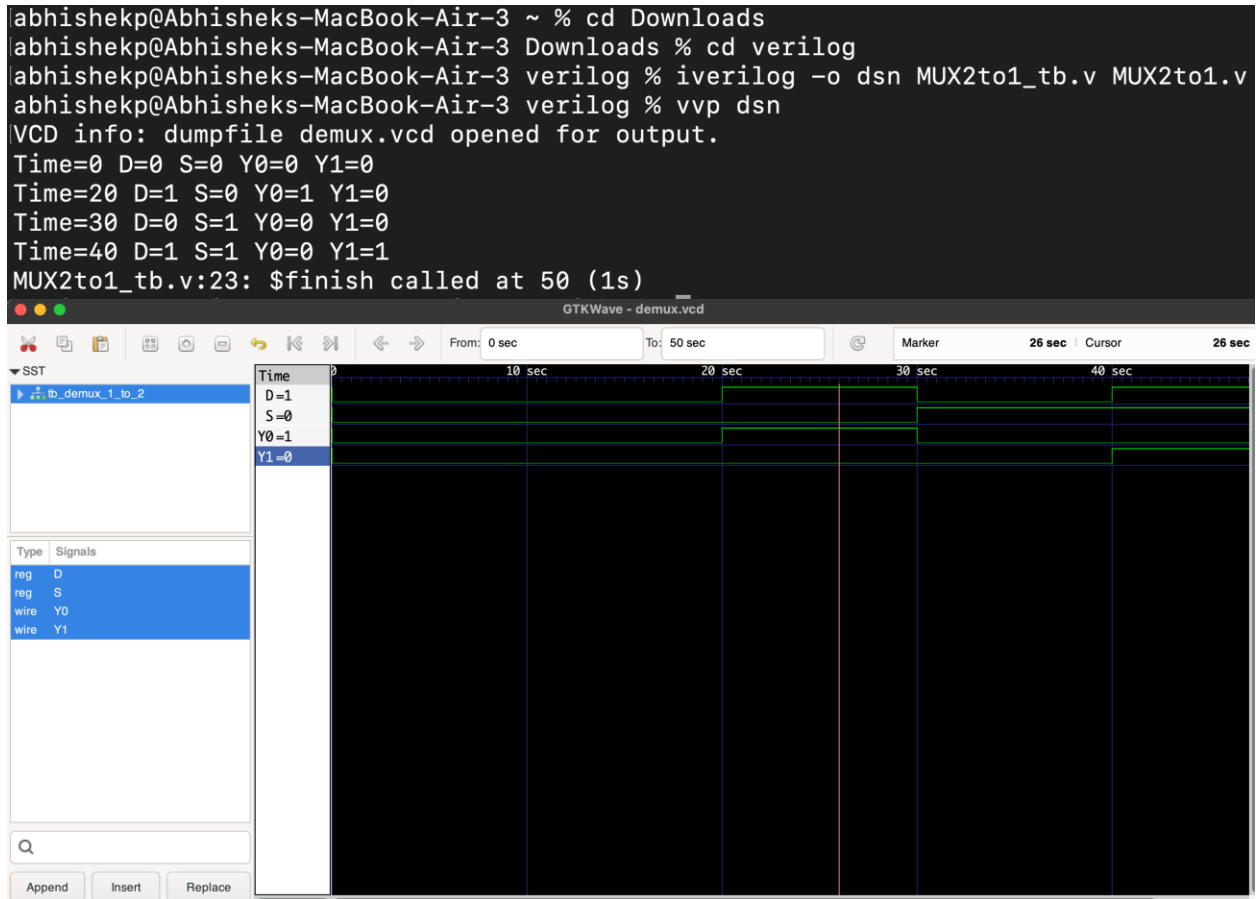 [abhishekp@Abhisheks-MacBook-Air-3 ~ % cd Downloads
[abhishekp@Abhisheks-MacBook-Air-3 Downloads % cd verilog
[abhishekp@Abhisheks-MacBook-Air-3 verilog % iverilog -o dsn MUX2to1_tb.v MUX2to1.v
abhishekp@Abhisheks-MacBook-Air-3 verilog % vvp dsn
[VCD info: dumpfile demux.vcd opened for output.
Time=0 D=0 S=0 Y0=0 Y1=0
Time=20 D=1 S=0 Y0=1 Y1=0
Time=30 D=0 S=1 Y0=0 Y1=0
Time=40 D=1 S=1 Y0=0 Y1=1
MUX2to1_tb.v:23: $finish called at 50 (1s)
GTKWave - demux.vcd
From: 0 sec To: 50 sec Marker 26 sec | Cursor 26 sec
SST
tb_demux_1_to_2
Time
0 10 sec 20 sec 30 sec 40 sec
D=1
S=0
Y0=1
Y1=0
Type Signals
reg D
reg S
wire Y0
wire Y1
Append Insert Replace